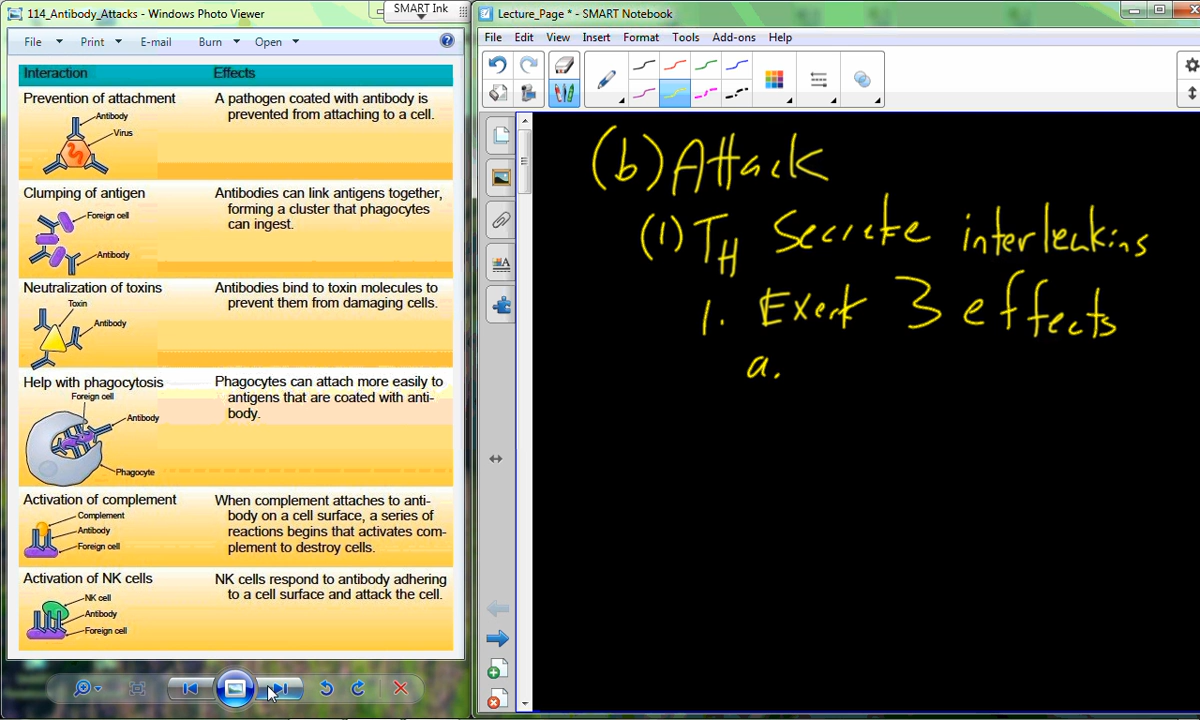 114_Antibody_Attacks - Windows Photo Viewer
SMART Ink
File Print E-mail Burn Open
Interaction Effects
Prevention of attachment
Antibody
Virus
A pathogen coated with antibody is
prevented from attaching to a cell.
Clumping of antigen
Foreign cell
Antibody
Antibodies can link antigens together,
forming a cluster that phagocytes
can ingest.
Neutralization of toxins
Toxin
Antibody
Antibodies bind to toxin molecules to
prevent them from damaging cells.
Help with phagocytosis
Foreign cell
Antibody
Phagocyte
Phagocytes can attach more easily to
antigens that are coated with anti-
body.
Activation of complement
Complement
Antibody
Foreign cell
When complement attaches to anti-
body on a cell surface, a series of
reactions begins that activates com-
plement to destroy cells.
Activation of NK cells
NK cell
Antibody
Foreign cell
NK cells respond to antibody adhering
to a cell surface and attack the cell.
Lecture_Page * - SMART Notebook
File Edit View Insert Format Tools Add-ons Help
(b) Attack
(1) TH Secrete interleukins
1. Exert 3 effects
a.